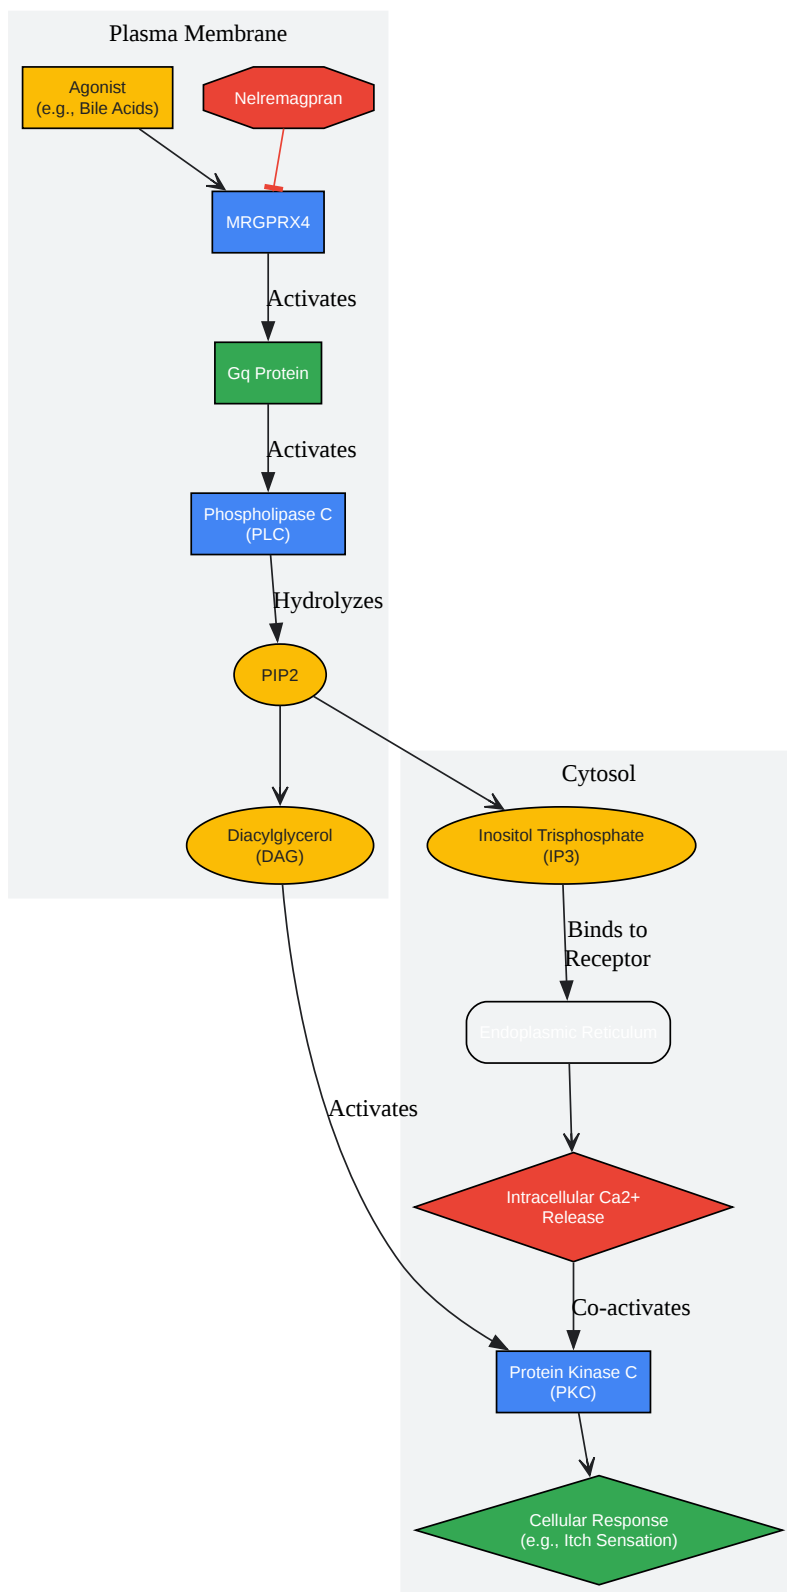 Plasma Membrane
Agonist
(e.g., Bile Acids)
Nelremagpran
MRGPRX4
Activates
Gq Protein
Activates
Phospholipase C
(PLC)
Hydrolyzes
PIP2
Cytosol
Diacylglycerol
(DAG)
Inositol Trisphosphate
(IP3)
Binds to
Receptor
Endoplasmic Reticulum
Activates
Intracellular Ca2+
Release
Co-activates
Protein Kinase C
(PKC)
Cellular Response
(e.g., Itch Sensation)